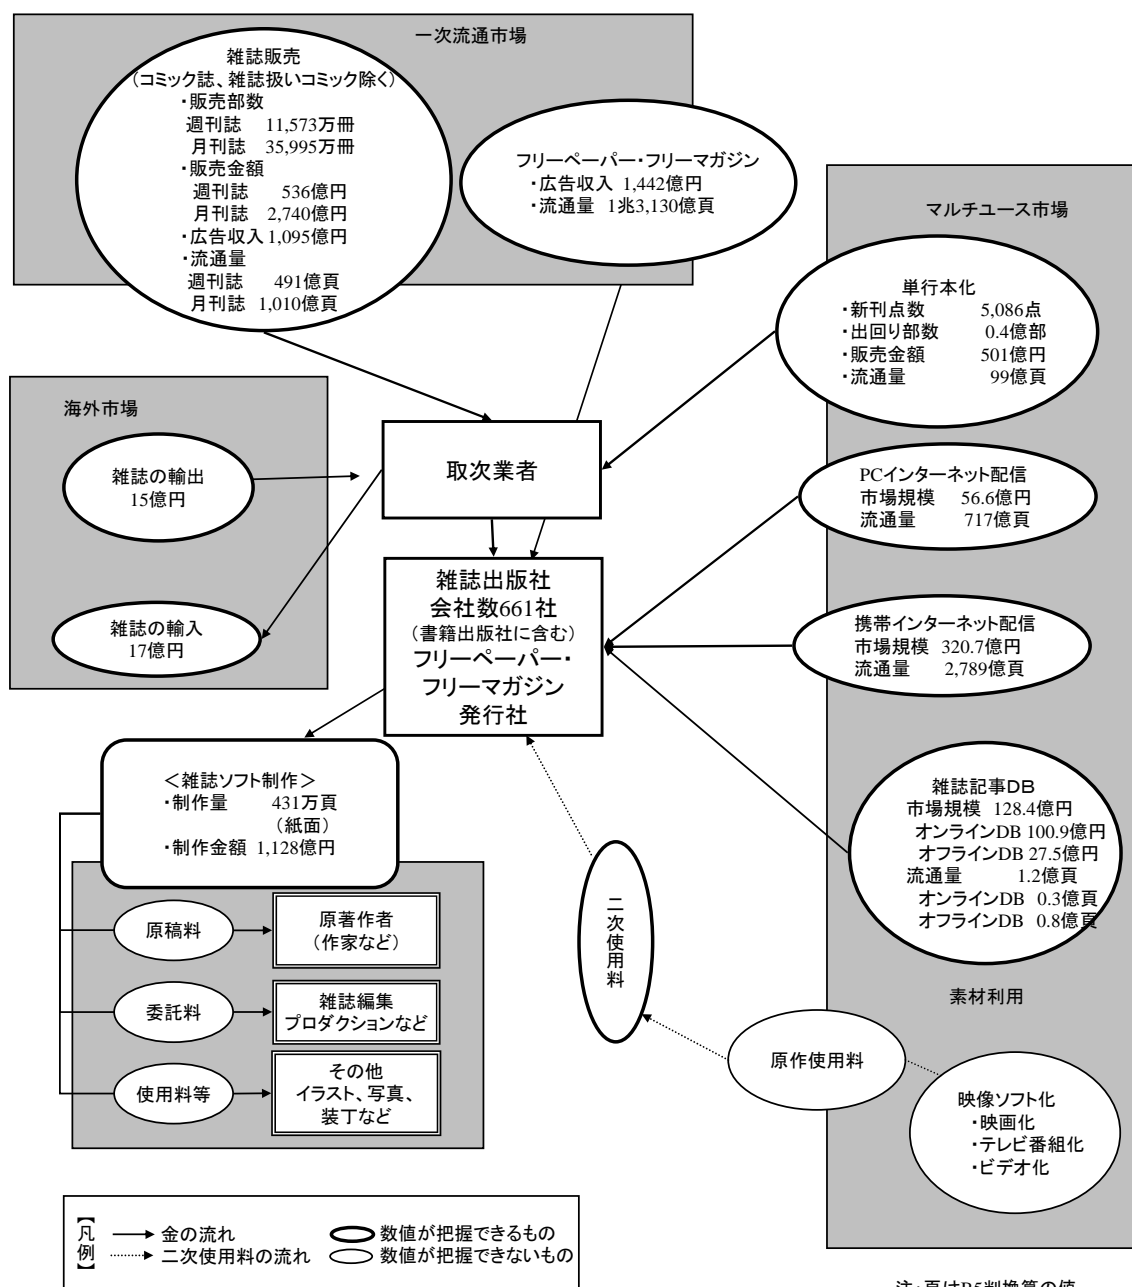 一次流通市場
雑誌販売
(コミック誌、雑誌扱いコミック除く)
・販売部数
週刊誌 11,573万冊
月刊誌 35,995万冊
・販売金額
週刊誌 536億円
月刊誌 2,740億円
・広告収入 1,095億円
・流通量
週刊誌 491億頁
月刊誌 1,010億頁
フリーペーパー・フリーマガジン
・広告収入 1,442億円
・流通量 1兆3,130億頁
マルチユース市場
単行本化
・新刊点数 5,086点
・出回り部数 0.4億部
・販売金額 501億円
・流通量 99億頁
海外市場
雑誌の輸出
15億円
雑誌の輸入
17億円
取次業者
PCインターネット配信
市場規模 56.6億円
流通量 717億頁
雑誌出版社
会社数661社
(書籍出版社に含む)
フリーペーパー・
フリーマガジン
発行社
携帯インターネット配信
市場規模 320.7億円
流通量 2,789億頁
<雑誌ソフト制作>
・制作量 431万頁
(紙面)
・制作金額 1,128億円
雑誌記事DB
市場規模 128.4億円
オンラインDB 100.9億円
オフラインDB 27.5億円
流通量 1.2億頁
オンラインDB 0.3億頁
オフラインDB 0.8億頁
原稿料
原著作者
(作家など)
委託料
雑誌編集
プロダクションなど
使用料等
その他
イラスト、写真、
装丁など
二次使用料
素材利用
原作使用料
映像ソフト化
・映画化
・テレビ番組化
・ビデオ化
【凡例】
金の流れ
数値が把握できるもの
二次使用料の流れ
数値が把握できないもの